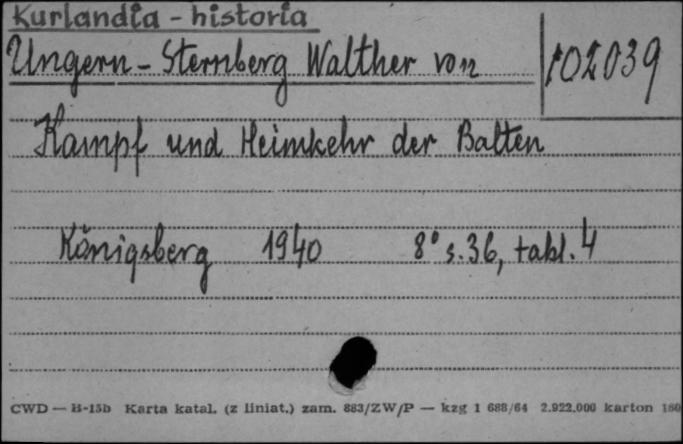 Kurlandia - historia
Ungern - Sternberg Walther von
102039
Kampf und Heimkehr der Balten
Königsberg 1940 8° s.36, tabl. 4
CWD — B-15b Karta katal. (z liniat.) zam. 883/ZW/P — kzg 1 688/64 2.922.000 karton 180